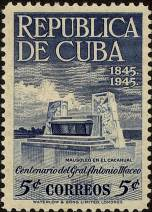 REPUBLICA
DE CUBA
1845.
1945.
MAUSOLEO EN EL CACAHUAL
Centenario del Gral. Antonio Maceo
5¢ CORREOS 5¢
WATERLOW & SONS LIMITED, LONDRES.